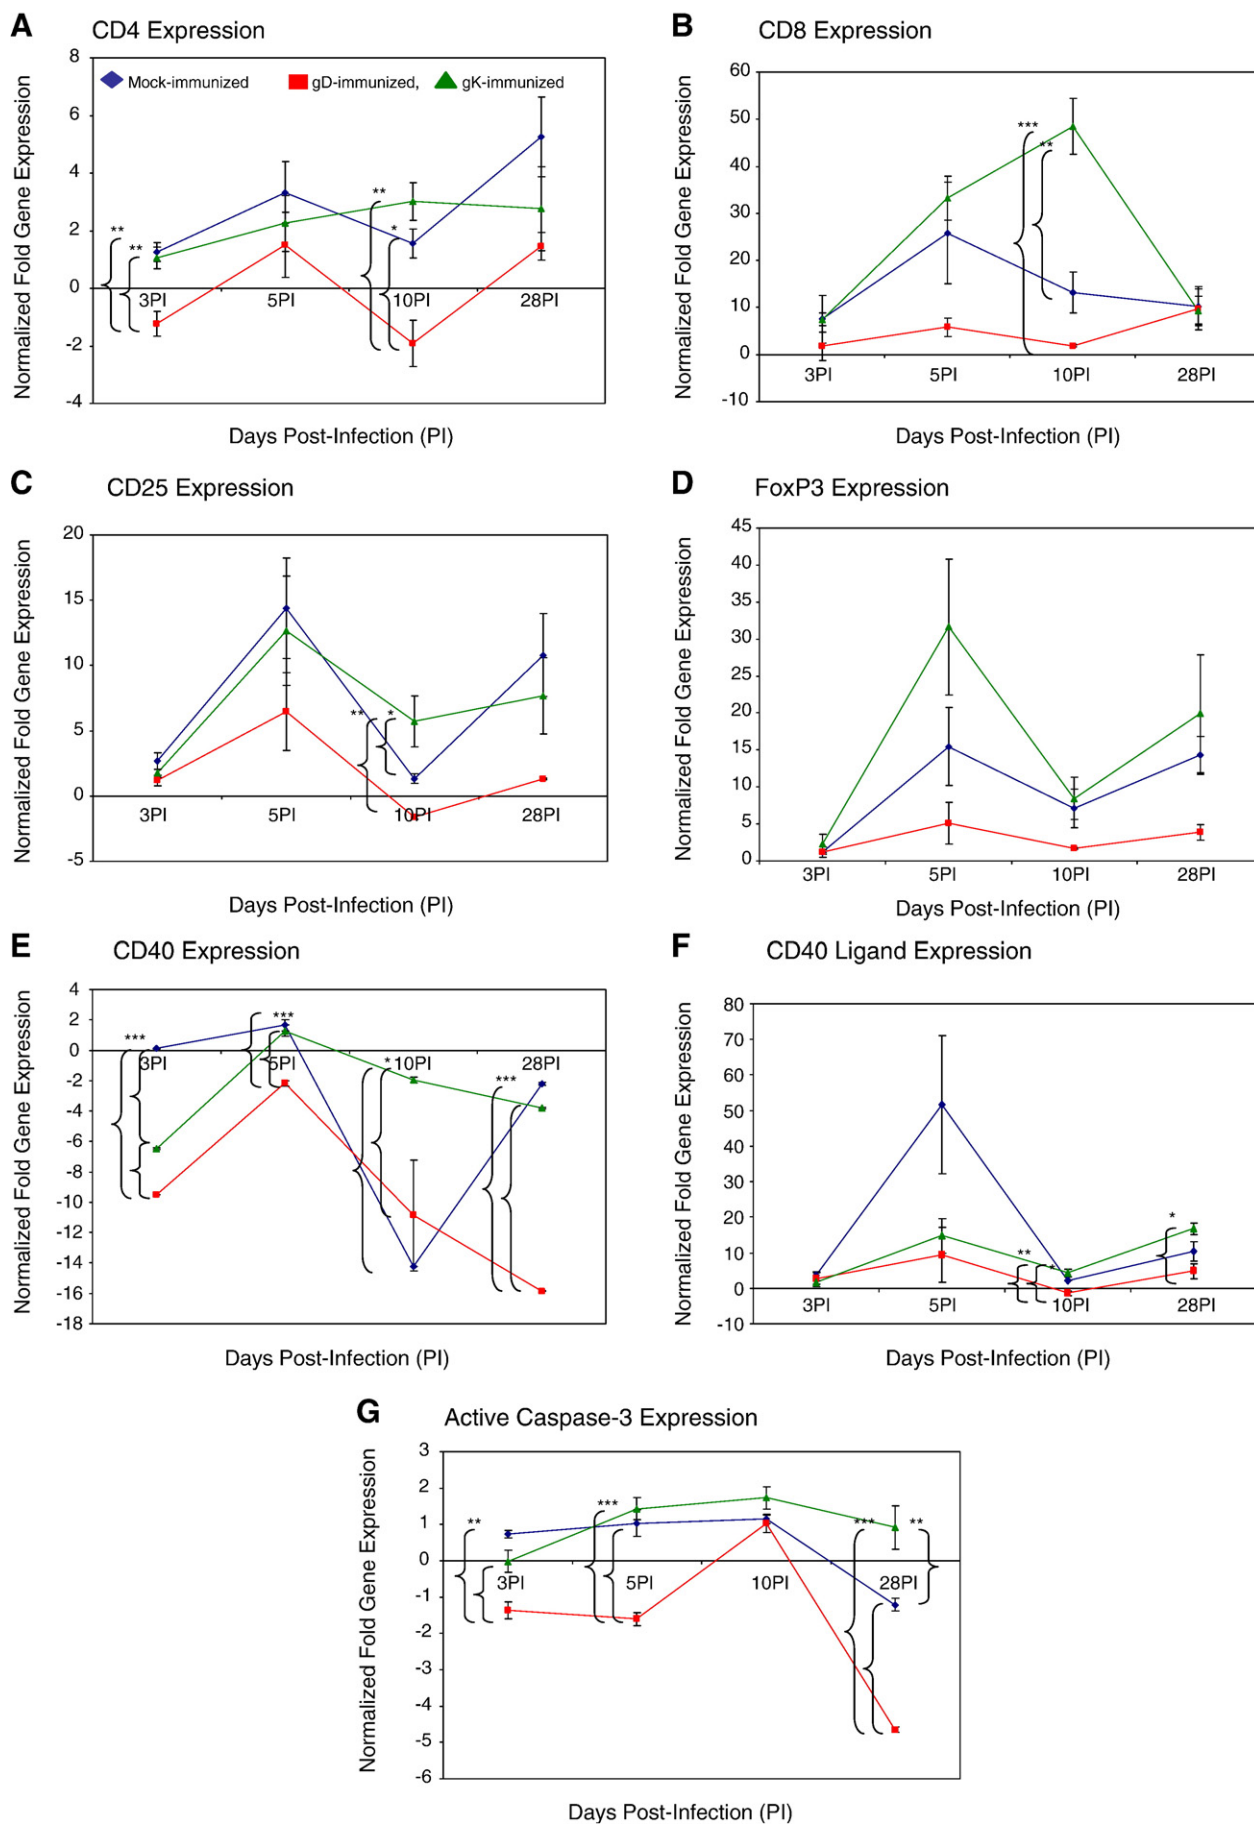 A CD4 Expression
Normalized Fold Gene Expression
8
6
4
2
0
-2
-4
Mock-immunized gD-immunized, gK-immunized
** ** ** *
3PI 5PI 10PI 28PI
Days Post-Infection (PI)
B CD8 Expression
Normalized Fold Gene Expression
60
50
40
30
20
10
0
-10
*** **
3PI 5PI 10PI 28PI
Days Post-Infection (PI)
C CD25 Expression
Normalized Fold Gene Expression
20
15
10
5
0
-5
** *
3PI 5PI 10PI 28PI
Days Post-Infection (PI)
D FoxP3 Expression
Normalized Fold Gene Expression
45
40
35
30
25
20
15
10
5
0
3PI 5PI 10PI 28PI
Days Post-Infection (PI)
E CD40 Expression
Normalized Fold Gene Expression
4
2
0
-2
-4
-6
-8
-10
-12
-14
-16
-18
*** *** * ***
3PI 5PI 10PI 28PI
Days Post-Infection (PI)
F CD40 Ligand Expression
Normalized Fold Gene Expression
80
70
60
50
40
30
20
10
0
-10
** * *
3PI 5PI 10PI 28PI
Days Post-Infection (PI)
G Active Caspase-3 Expression
Normalized Fold Gene Expression
3
2
1
0
-1
-2
-3
-4
-5
-6
** *** *** **
3PI 5PI 10PI 28PI
Days Post-Infection (PI)